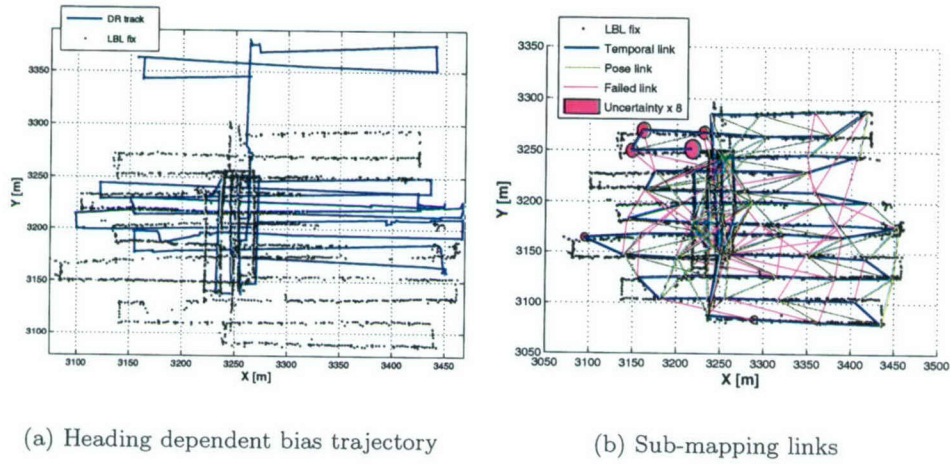 DR track
LBL fix
3350
3300
3250
3200
3150
3100
Y [m]
3100 3150 3200 3250 3300 3350 3400 3450
X [m]
(a) Heading dependent bias trajectory
LBL fix
Temporal link
Pose link
Failed link
Uncertainty x 8
3350
3300
3250
3200
3150
3100
3050
Y [m]
3050 3100 3150 3200 3250 3300 3350 3400 3450 3500
X [m]
(b) Sub-mapping links